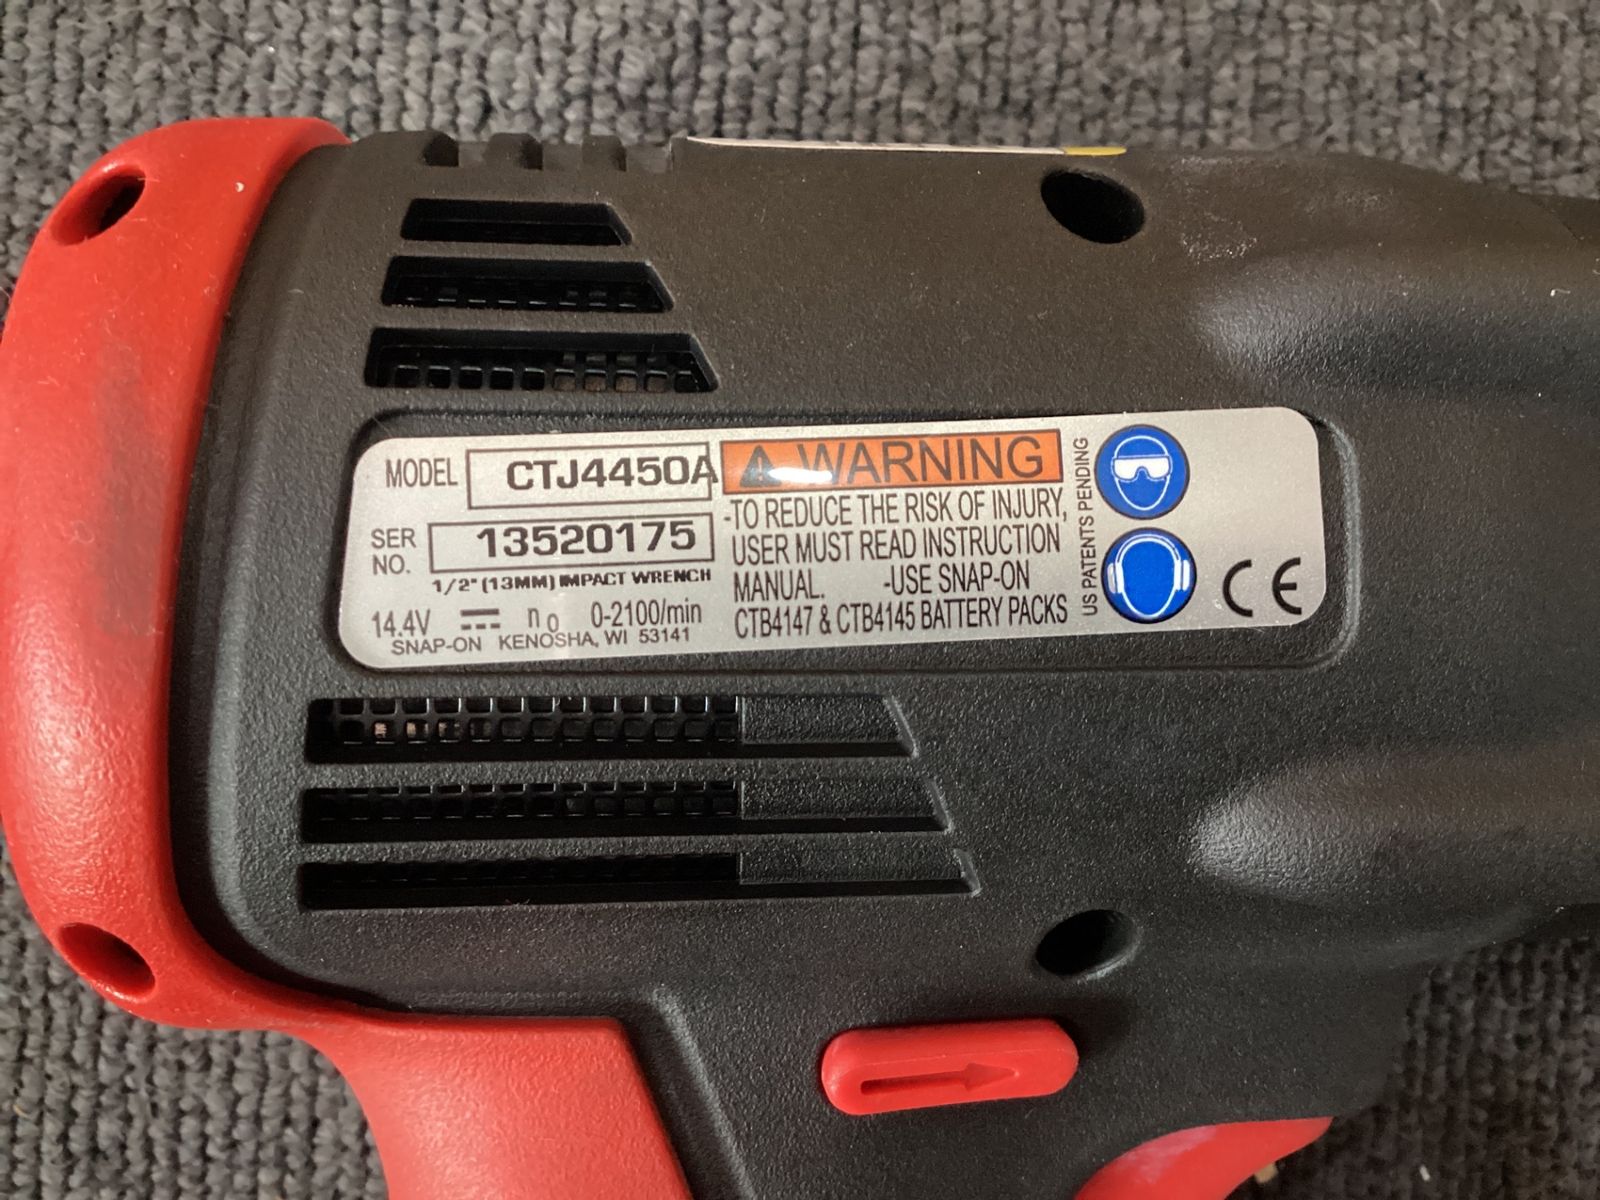 MODEL CTJ4450A
SER NO. 13520175
1/2" (13MM) IMPACT WRENCH
14.4V n0 0-2100/min
SNAP-ON KENOSHA, WI 53141
WARNING
-TO REDUCE THE RISK OF INJURY,
USER MUST READ INSTRUCTION
MANUAL. -USE SNAP-ON
CTB4147 & CTB4145 BATTERY PACKS
US PATENTS PENDING
CE